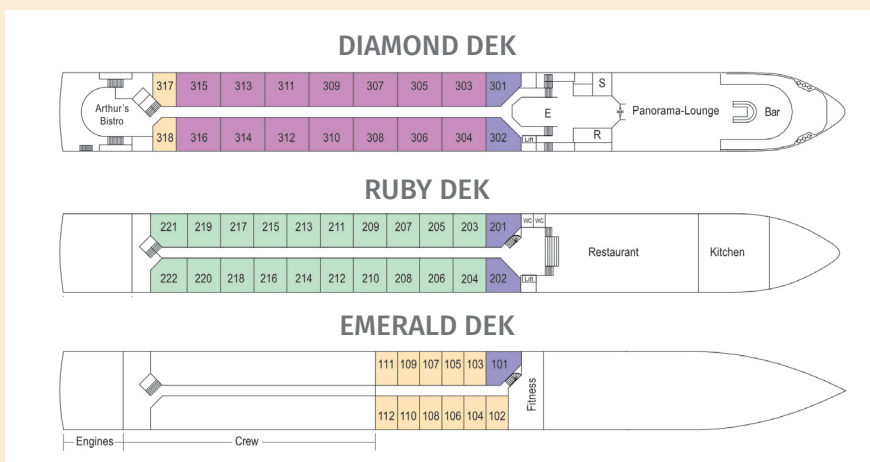 DIAMOND DEK
317 315 313 311 309 307 305 303 301
S
Arthur's
Bistro
E
Panorama-Lounge
Bar
R
318 316 314 312 310 308 306 304 302
Lift
RUBY DEK
221 219 217 215 213 211 209 207 205 203 201
WC WC
Restaurant
Kitchen
222 220 218 216 214 212 210 208 206 204 202
Lift
EMERALD DEK
111 109 107 105 103 101
Fitness
112 110 108 106 104 102
Engines
Crew